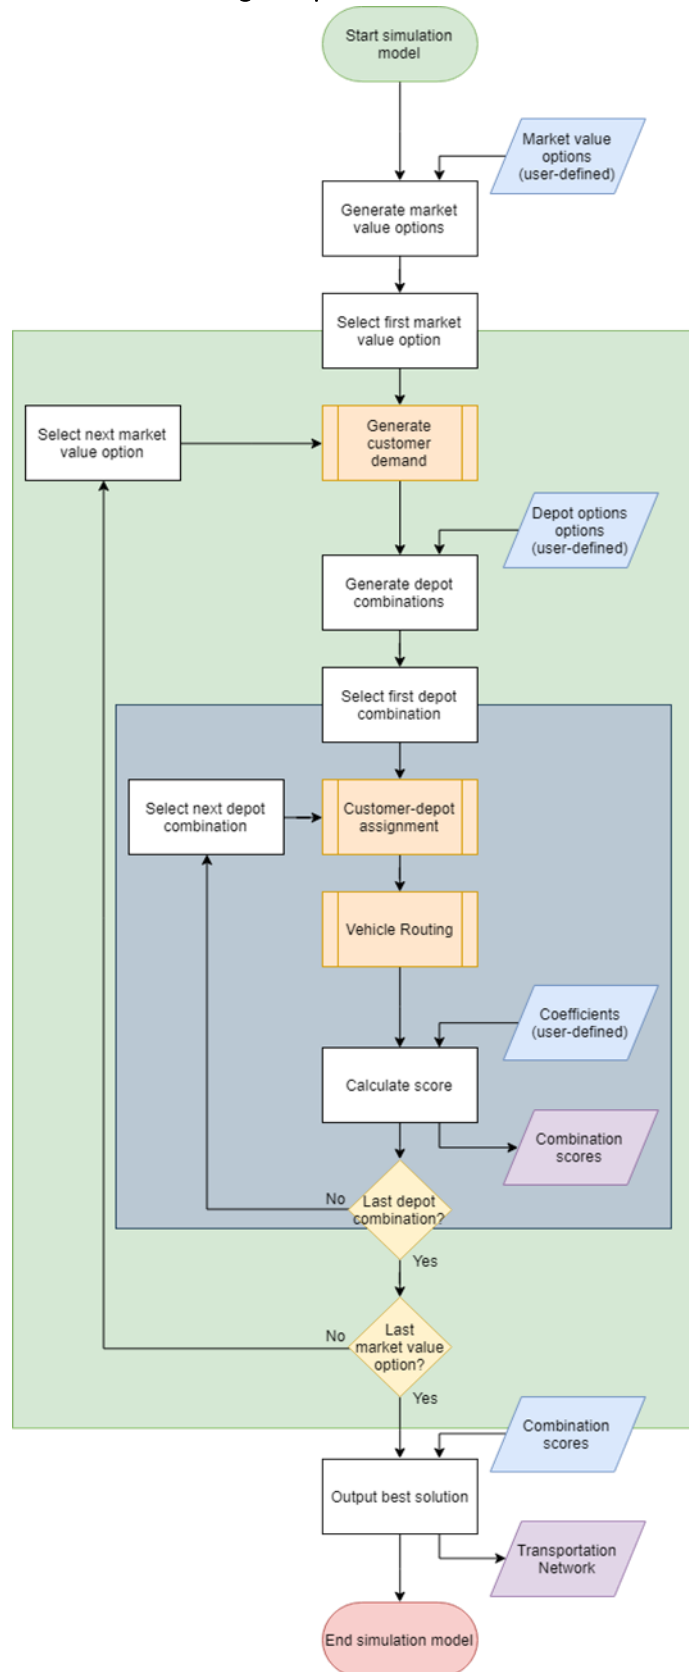 Start simulation
model
Market value
options
(user-defined)
Generate market
value options
Select first market
value option
Select next market
value option
Generate
customer
demand
Depot options
options
(user-defined)
Generate depot
combinations
Select first depot
combination
Select next depot
combination
Customer-depot
assignment
Vehicle Routing
Coefficients
(user-defined)
Calculate score
Combination
scores
No
Last depot
combination?
Yes
No
Last
market value
option?
Yes
Combination
scores
Output best solution
Transportation
Network
End simulation model